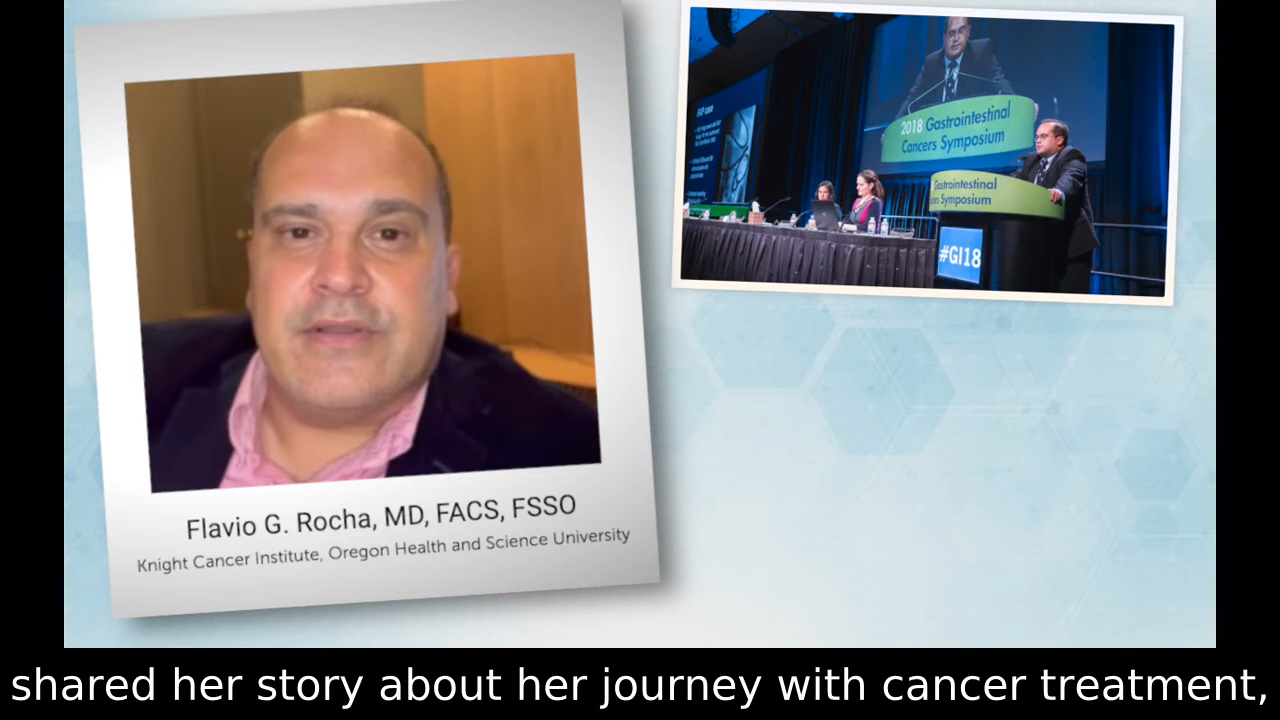 Flavio G. Rocha, MD, FACS, FSSO
Knight Cancer Institute, Oregon Health and Science University
2018 Gastrointestinal
Cancers Symposium
Gastrointestinal
Symposium
#GI18
shared her story about her journey with cancer treatment,